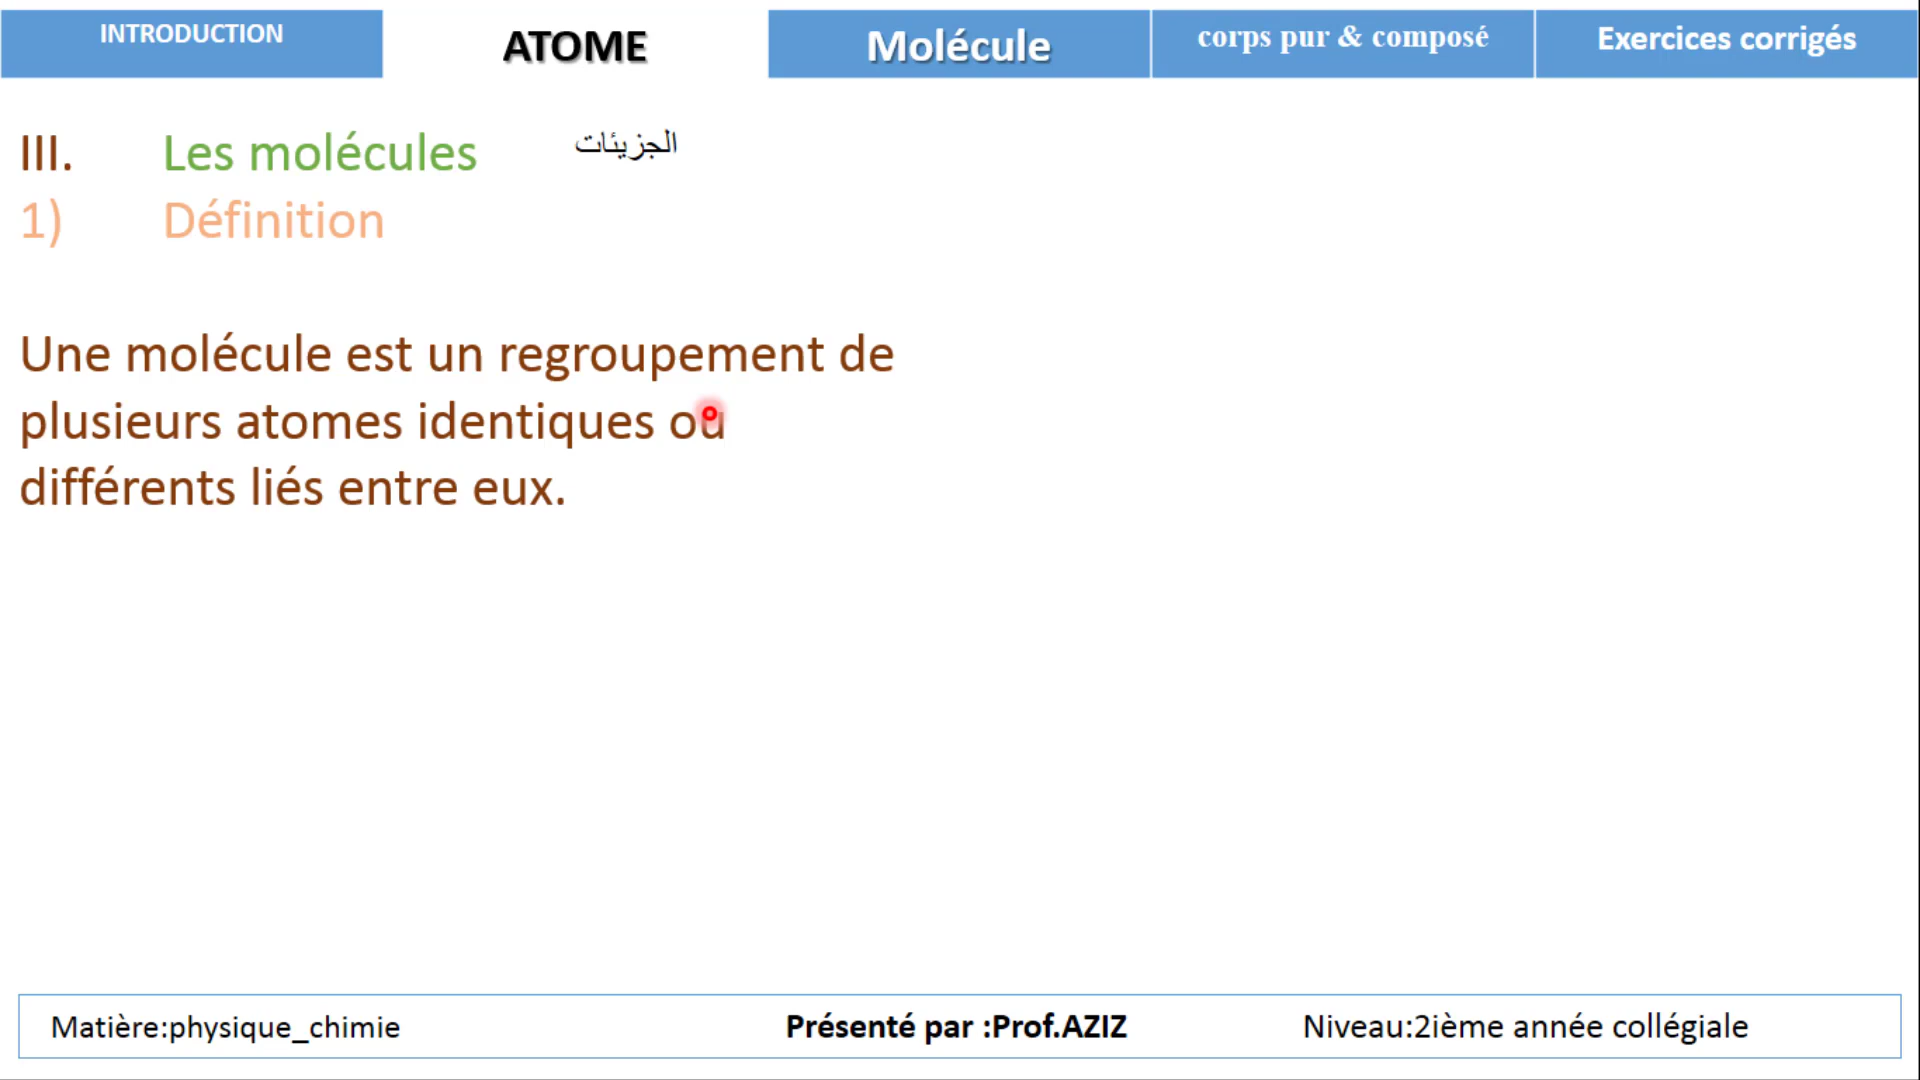 INTRODUCTION
ATOME
Molécule
corps pur & composé
Exercices corrigés
III. Les molécules الجزيئات
1) Définition
Une molécule est un regroupement de
plusieurs atomes identiques ou
différents liés entre eux.
Matière:physique_chimie
Présenté par :Prof.AZIZ
Niveau:2ième année collégiale